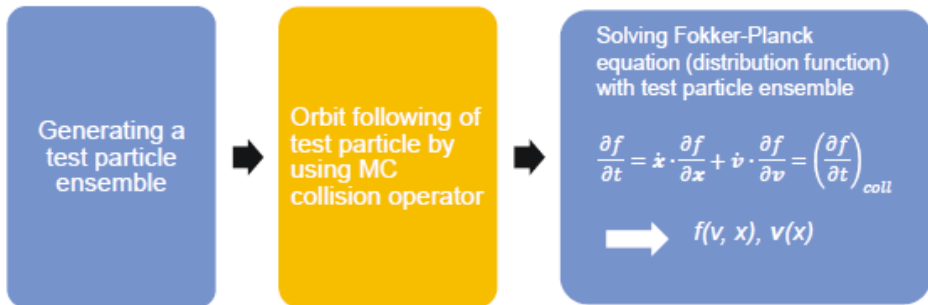 Generating a
test particle
ensemble
Orbit following of
test particle by
using MC
collision operator
Solving Fokker-Planck
equation (distribution function)
with test particle ensemble
∂f/∂t = ẋ · ∂f/∂x + v̇ · ∂f/∂v = (∂f/∂t)coll
f(v, x), v(x)